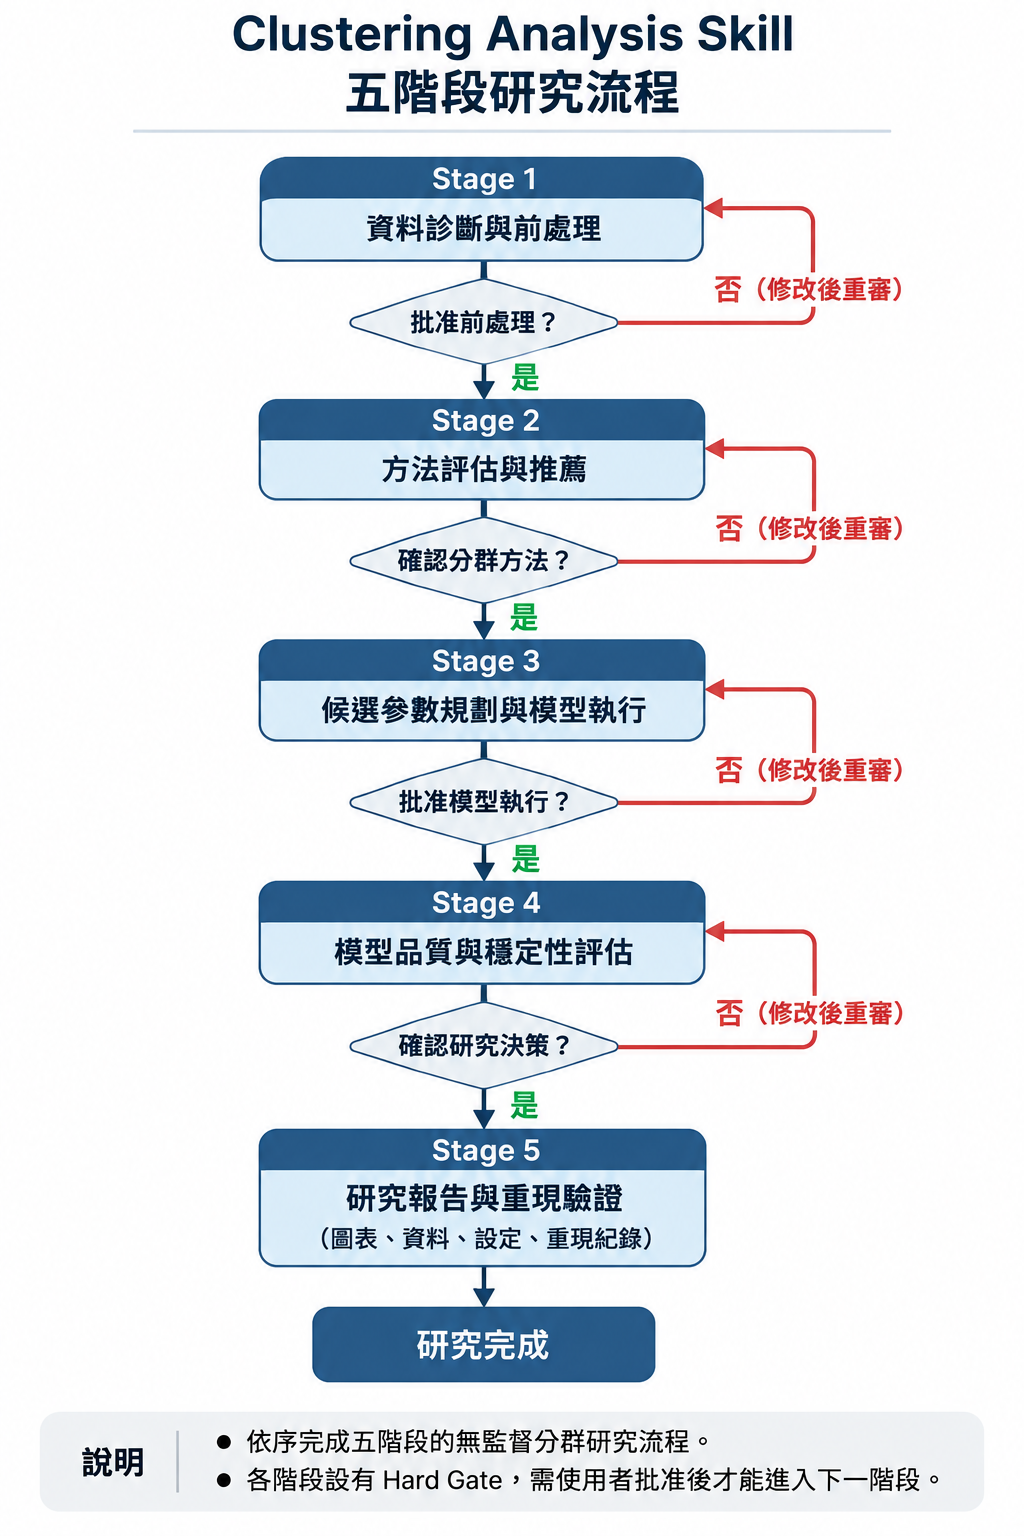 Clustering Analysis Skill
五階段研究流程
Stage 1
資料診斷與前處理
否（修改後重審）
批准前處理？
是
Stage 2
方法評估與推薦
否（修改後重審）
確認分群方法？
是
Stage 3
候選參數規劃與模型執行
否（修改後重審）
批准模型執行？
是
Stage 4
模型品質與穩定性評估
否（修改後重審）
確認研究決策？
是
Stage 5
研究報告與重現驗證
（圖表、資料、設定、重現紀錄）
研究完成
說明
● 依序完成五階段的無監督分群研究流程。
● 各階段設有 Hard Gate，需使用者批准後才能進入下一階段。